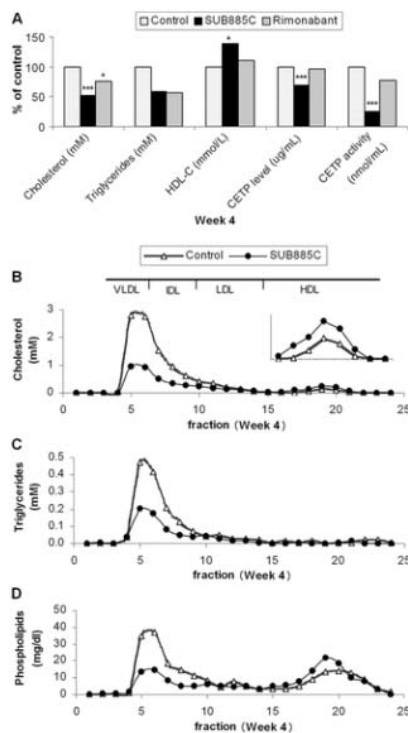 A
Control SUB885C Rimonabant
% of control
150
100
50
0
*** * * *** ***
Cholesterol (mM)
Triglycerides (mM)
HDL-C (mmol/L)
CETP level (ug/mL)
CETP activity (nmol/mL)
Week 4
Control SUB885C
B
VLDL IDL LDL HDL
Cholesterol (mM)
3
2
1
0
0 5 10 15 20 25
fraction (Week 4)
C
Triglycerides (mM)
0.5
0.4
0.3
0.2
0.1
0.0
0 5 10 15 20 25
fraction (Week 4)
D
Phospholipids (mg/dl)
50
40
30
20
10
0
0 5 10 15 20 25
fraction (Week 4)